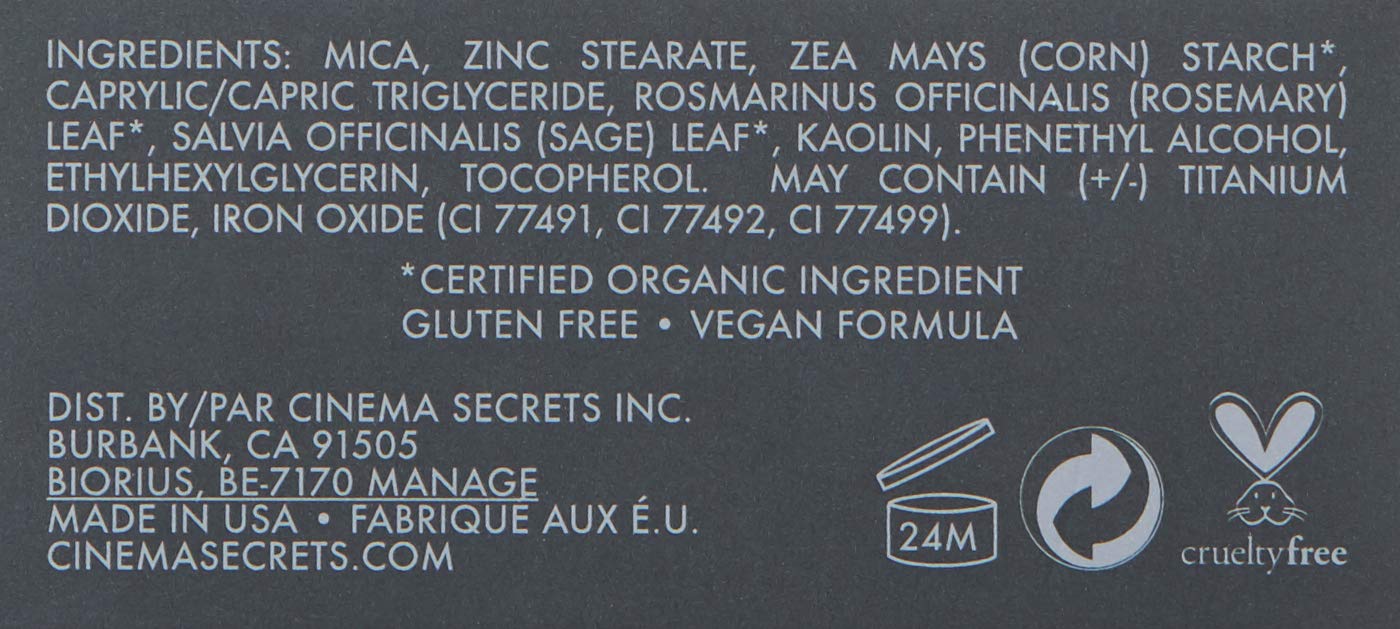 INGREDIENTS: MICA, ZINC STEARATE, ZEA MAYS (CORN) STARCH*,
CAPRYLIC/CAPRIC TRIGLYCERIDE, ROSMARINUS OFFICINALIS (ROSEMARY)
LEAF*, SALVIA OFFICINALIS (SAGE) LEAF*, KAOLIN, PHENETHYL ALCOHOL,
ETHYLHEXYLGLYCERIN, TOCOPHEROL. MAY CONTAIN (+/-) TITANIUM
DIOXIDE, IRON OXIDE (CI 77491, CI 77492, CI 77499).
*CERTIFIED ORGANIC INGREDIENT
GLUTEN FREE • VEGAN FORMULA
DIST. BY/PAR CINEMA SECRETS INC.
BURBANK, CA 91505
BIORIUS, BE-7170 MANAGE
MADE IN USA • FABRIQUE AUX É.U.
CINEMASECRETS.COM
24M
crueltyfree